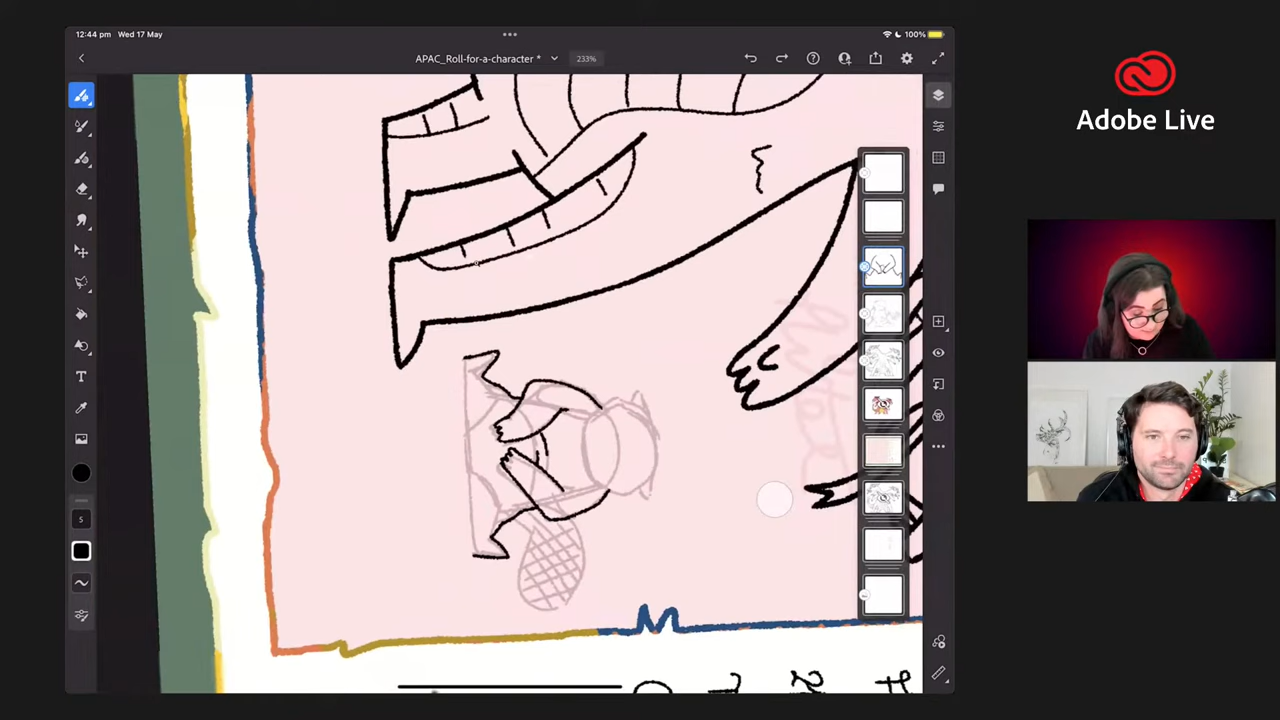 12:44 pm Wed 17 May
100%
APAC_Roll-for-a-character *
233%
T
5
Adobe Live